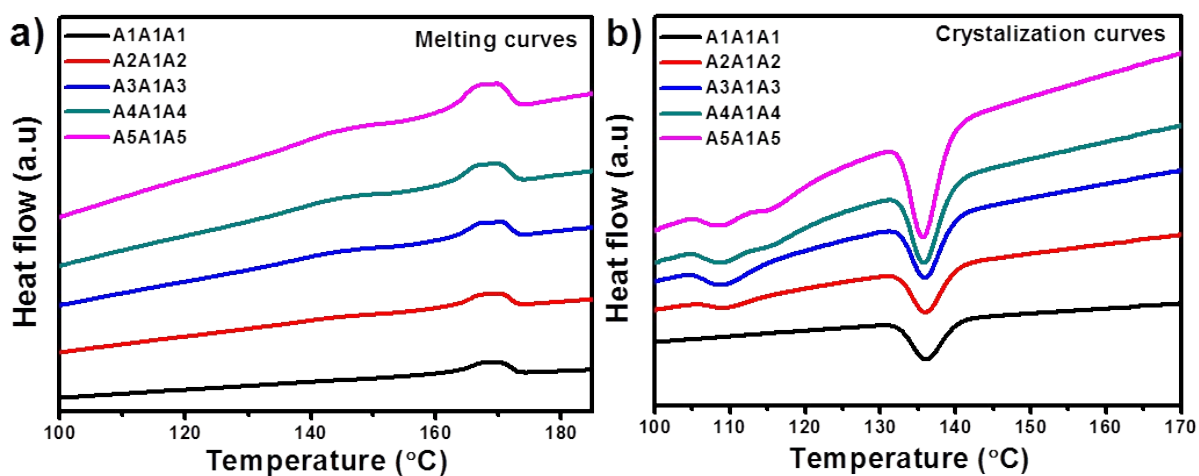 a)
Melting curves
A1A1A1
A2A1A2
A3A1A3
A4A1A4
A5A1A5
Heat flow (a.u)
100 120 140 160 180
Temperature (°C)
b)
Crystalization curves
A1A1A1
A2A1A2
A3A1A3
A4A1A4
A5A1A5
Heat flow (a.u)
100 110 120 130 140 150 160 170
Temperature (°C)